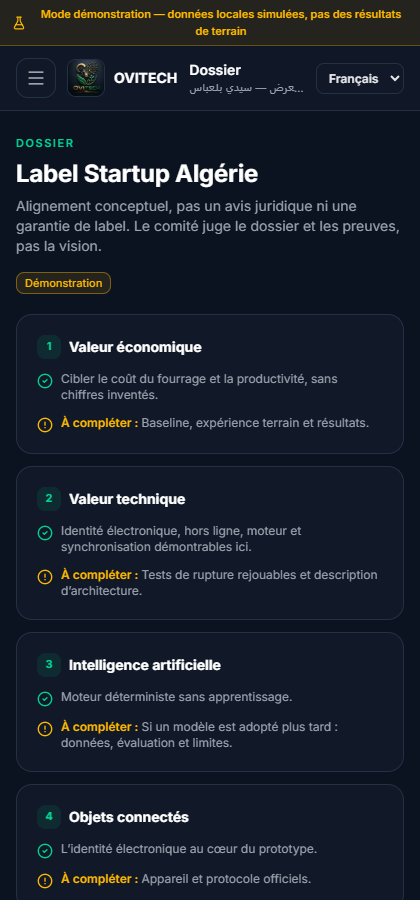 Mode démonstration — données locales simulées, pas des résultats
de terrain
OVITECH
Dossier
عرض — سيدي بلعباس...
Français
DOSSIER
Label Startup Algérie
Alignement conceptuel, pas un avis juridique ni une
garantie de label. Le comité juge le dossier et les preuves,
pas la vision.
Démonstration
1 Valeur économique
Cibler le coût du fourrage et la productivité, sans
chiffres inventés.
À compléter : Baseline, expérience terrain et résultats.
2 Valeur technique
Identité électronique, hors ligne, moteur et
synchronisation démontrables ici.
À compléter : Tests de rupture rejouables et description
d’architecture.
3 Intelligence artificielle
Moteur déterministe sans apprentissage.
À compléter : Si un modèle est adopté plus tard :
données, évaluation et limites.
4 Objets connectés
L’identité électronique au cœur du prototype.
À compléter : Appareil et protocole officiels.